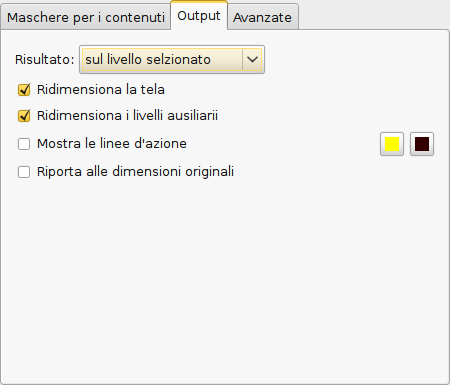 Maschere per i contenuti Output Avanzate
Risultato: sul livello selzionato
Ridimensiona la tela
Ridimensiona i livelli ausiliarii
Mostra le linee d'azione
Riporta alle dimensioni originali